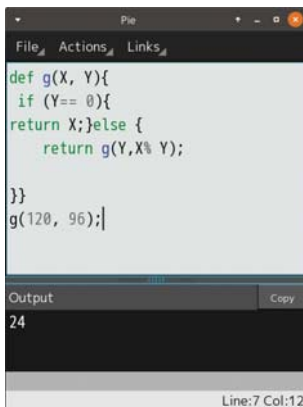 Pie
File Actions Links
def g(X, Y){
if (Y== 0){
return X;}else {
return g(Y,X% Y);
}}
g(120, 96);
Output Copy
24
Line:7 Col:12